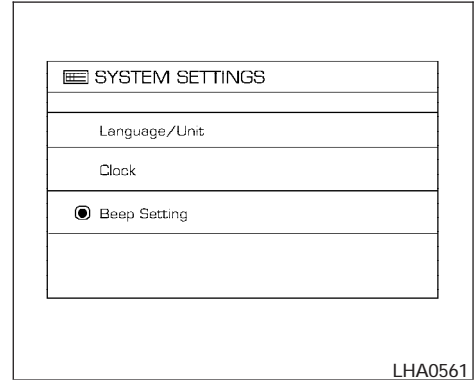 SYSTEM SETTINGS
Language/Unit
Clock
Beep Setting
LHA0561